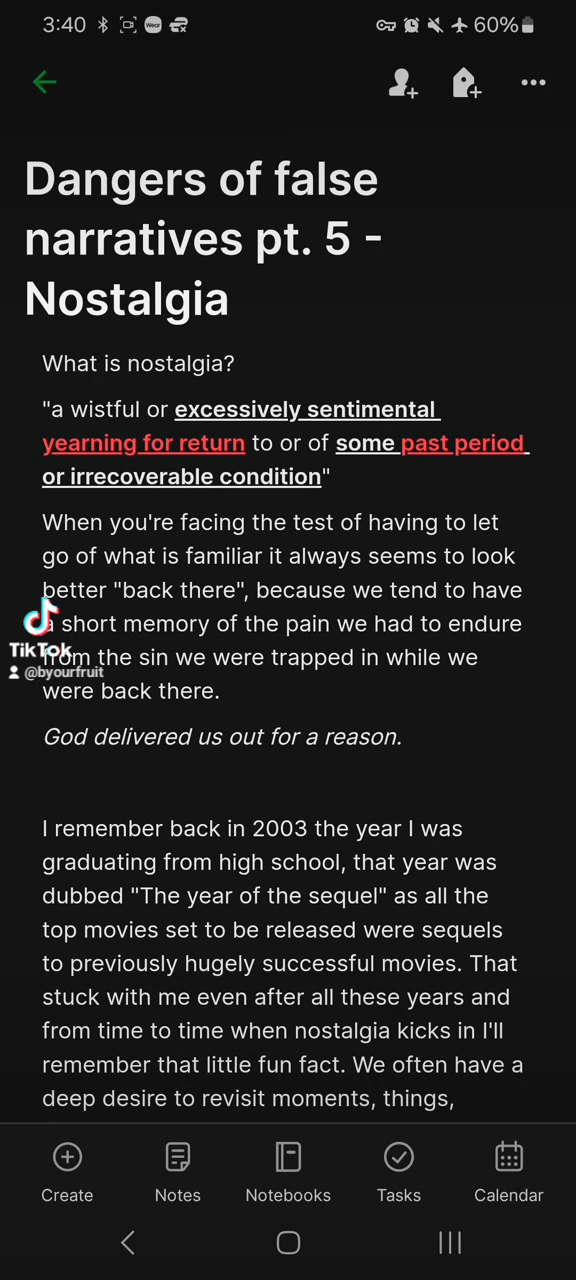 3:40
Wear
60%
Dangers of false
narratives pt. 5 -
Nostalgia
What is nostalgia?
"a wistful or excessively sentimental
yearning for return to or of some past period
or irrecoverable condition"
When you're facing the test of having to let
go of what is familiar it always seems to look
better "back there", because we tend to have
a short memory of the pain we had to endure
TikTok
from the sin we were trapped in while we
@byourfruit
were back there.
God delivered us out for a reason.
I remember back in 2003 the year I was
graduating from high school, that year was
dubbed "The year of the sequel" as all the
top movies set to be released were sequels
to previously hugely successful movies. That
stuck with me even after all these years and
from time to time when nostalgia kicks in I'll
remember that little fun fact. We often have a
deep desire to revisit moments, things,
Create
Notes
Notebooks
Tasks
Calendar